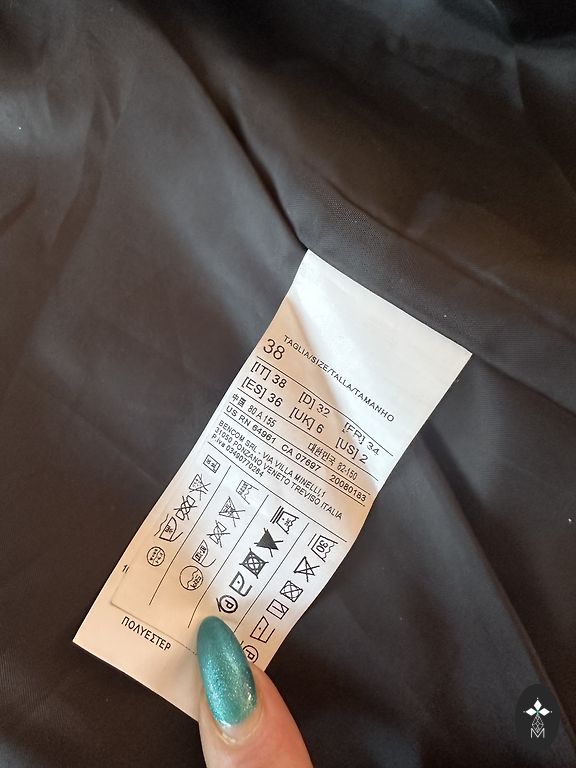 TAGLIA/SIZE/TALLA/TAMANHO
38
[IT] 38 [D] 32 [FR] 34
[ES] 36 [UK] 6 [US] 2
中国 80 A 155 대한민국 82-150
US RN 64961 CA 07697 20080183
BENCOM SRL - VIA VILLA MINELLI,1
31050 PONZANO VENETO TREVISO ITALIA
P.Iva 03490770264
ΠΟΛΥΕΣΤΕΡ
M